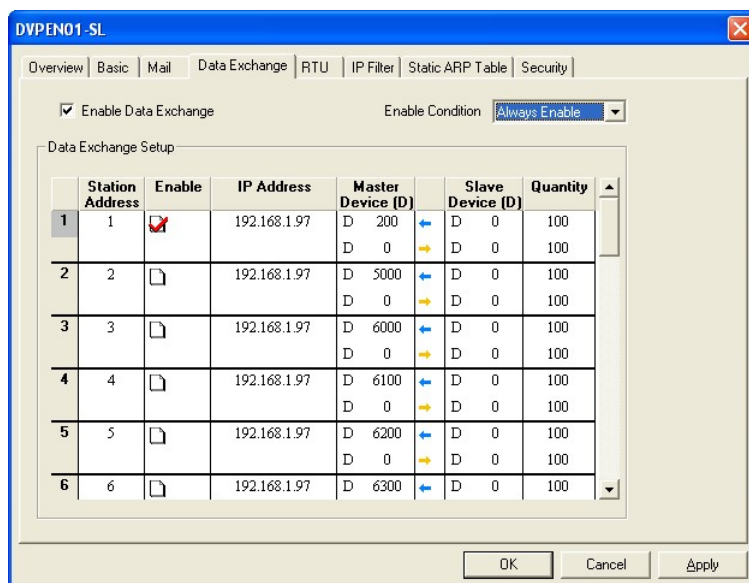 DVPEN01-SL
Overview Basic Mail Data Exchange RTU IP Filter Static ARP Table Security
Enable Data Exchange Enable Condition Always Enable
Data Exchange Setup
Station Address Enable IP Address Master Device (D) Slave Device (D) Quantity
1 1 192.168.1.97 D 200 D 0 100
D 0 D 0 100
2 2 192.168.1.97 D 5000 D 0 100
D 0 D 0 100
3 3 192.168.1.97 D 6000 D 0 100
D 0 D 0 100
4 4 192.168.1.97 D 6100 D 0 100
D 0 D 0 100
5 5 192.168.1.97 D 6200 D 0 100
D 0 D 0 100
6 6 192.168.1.97 D 6300 D 0 100
OK Cancel Apply